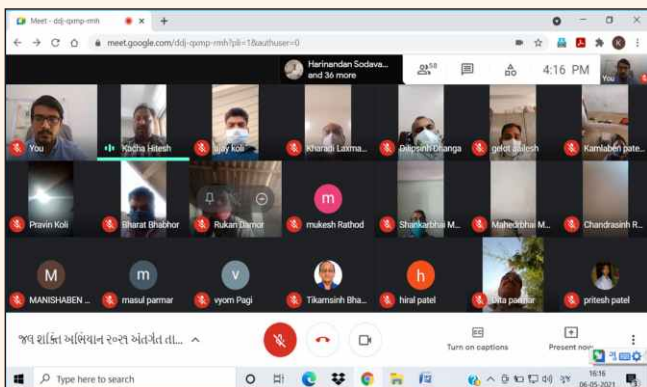 Meet - ddj-qxmp-rmh
meet.google.com/ddj-qxmp-rmh?pli=1&authuser=0
K
Harinandan Sodava...
and 36 more
58
4:16 PM
You
You
Kadha Hitesh
ajay koli
Kharadi Laxma...
Dilipsinh Dhanga
gelot
Kamlaben pate...
Pravin Koli
Bharat Bhabhor
Rukan Damor
m
mukesh Rathod
Shankarbhai M...
Mahedrbhai M...
Chandrasinh R...
M
MANISHABEN ...
m
masul parmar
v
vyom Pagi
Tikamsinh Bha...
h
hiral patel
Dita parmar
pritesh patel
જલ શક્તિ અભિયાન ૨૦૨૧ અંતર્ગત તા...
Turn on captions
Present now
Type here to search
16:16
06-05-2021